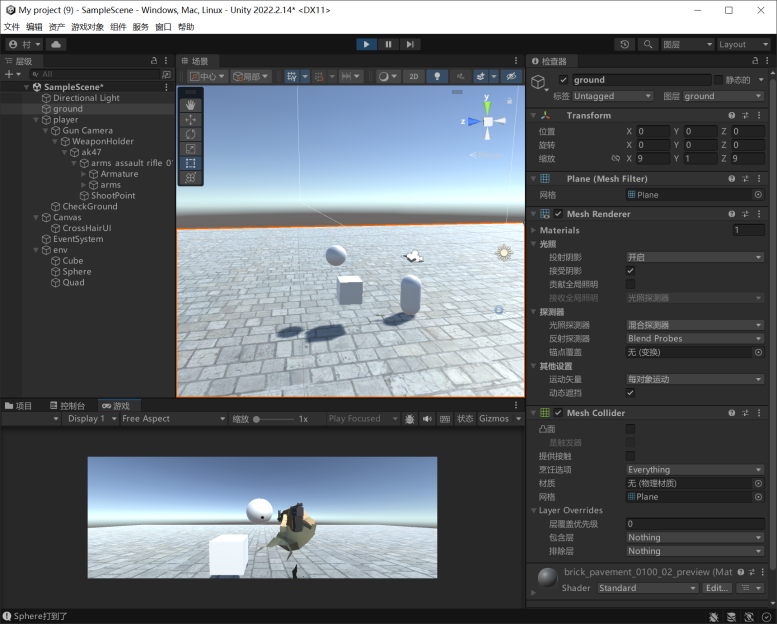 My project (9) - SampleScene - Windows, Mac, Linux - Unity 2022.2.14* <DX11>
文件 编辑 资产 游戏对象 组件 服务 窗口 帮助
村
图层 Layout
层级
All
SampleScene*
Directional Light
ground
player
Gun Camera
WeaponHolder
ak47
arms_assault_rifle_0
Armature
arms
ShootPoint
CheckGround
Canvas
CrossHairUI
EventSystem
env
Cube
Sphere
Quad
场景
中心 局部 2D
y
z
检查器
ground 静态的
标签 Untagged 图层 ground
Transform
位置 X 0 Y 0 Z 0
旋转 X 0 Y 0 Z 0
缩放 X 9 Y 1 Z 9
Plane (Mesh Filter)
网格 Plane
Mesh Renderer
Materials 1
光照
投射阴影 开启
接受阴影
贡献全局照明
接收全局照明 光照探测器
探测器
光照探测器 混合探测器
反射探测器 Blend Probes
锚点覆盖 无 (变换)
其他设置
运动矢量 每对象运动
动态遮挡
Mesh Collider
凸面
是触发器
提供接触
烹饪选项 Everything
材质 无 (物理材质)
网格 Plane
Layer Overrides
层覆盖优先级 0
包含层 Nothing
排除层 Nothing
brick_pavement_0100_02_preview (Mat
Shader Standard Edit...
项目 控制台 游戏
Display 1 Free Aspect 缩放 1x Play Focused 状态 Gizmos
Sphere打到了